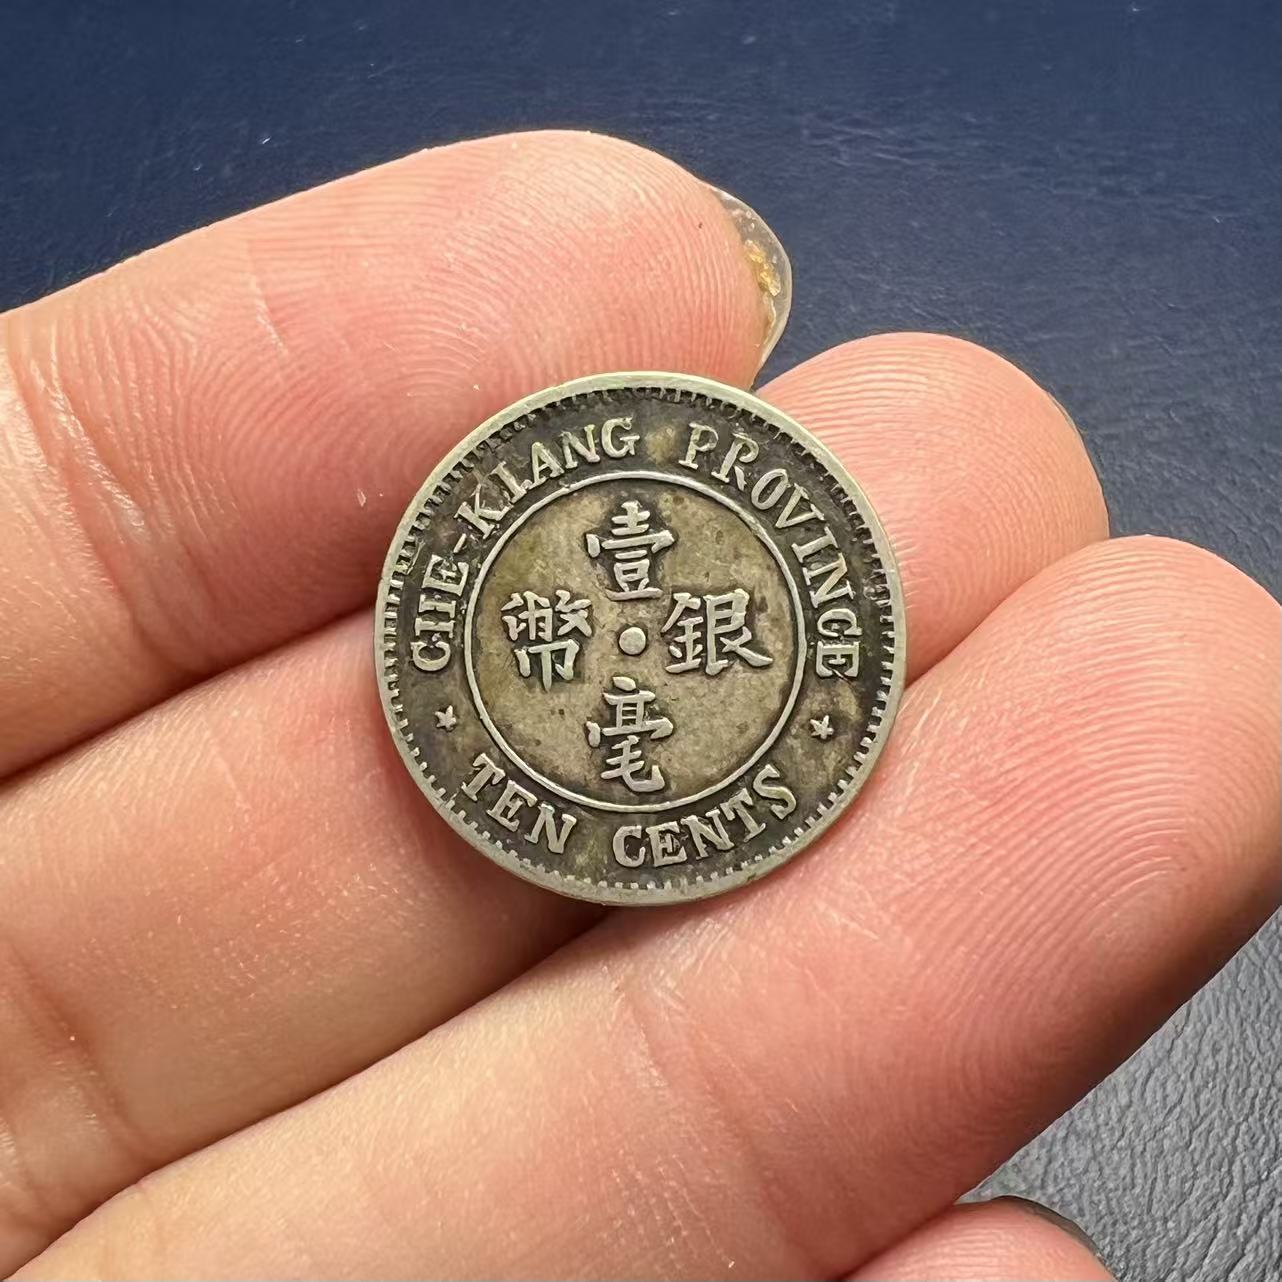 CHE-KIANG PROVINCE
壹
幣 銀
毫
TEN CENTS